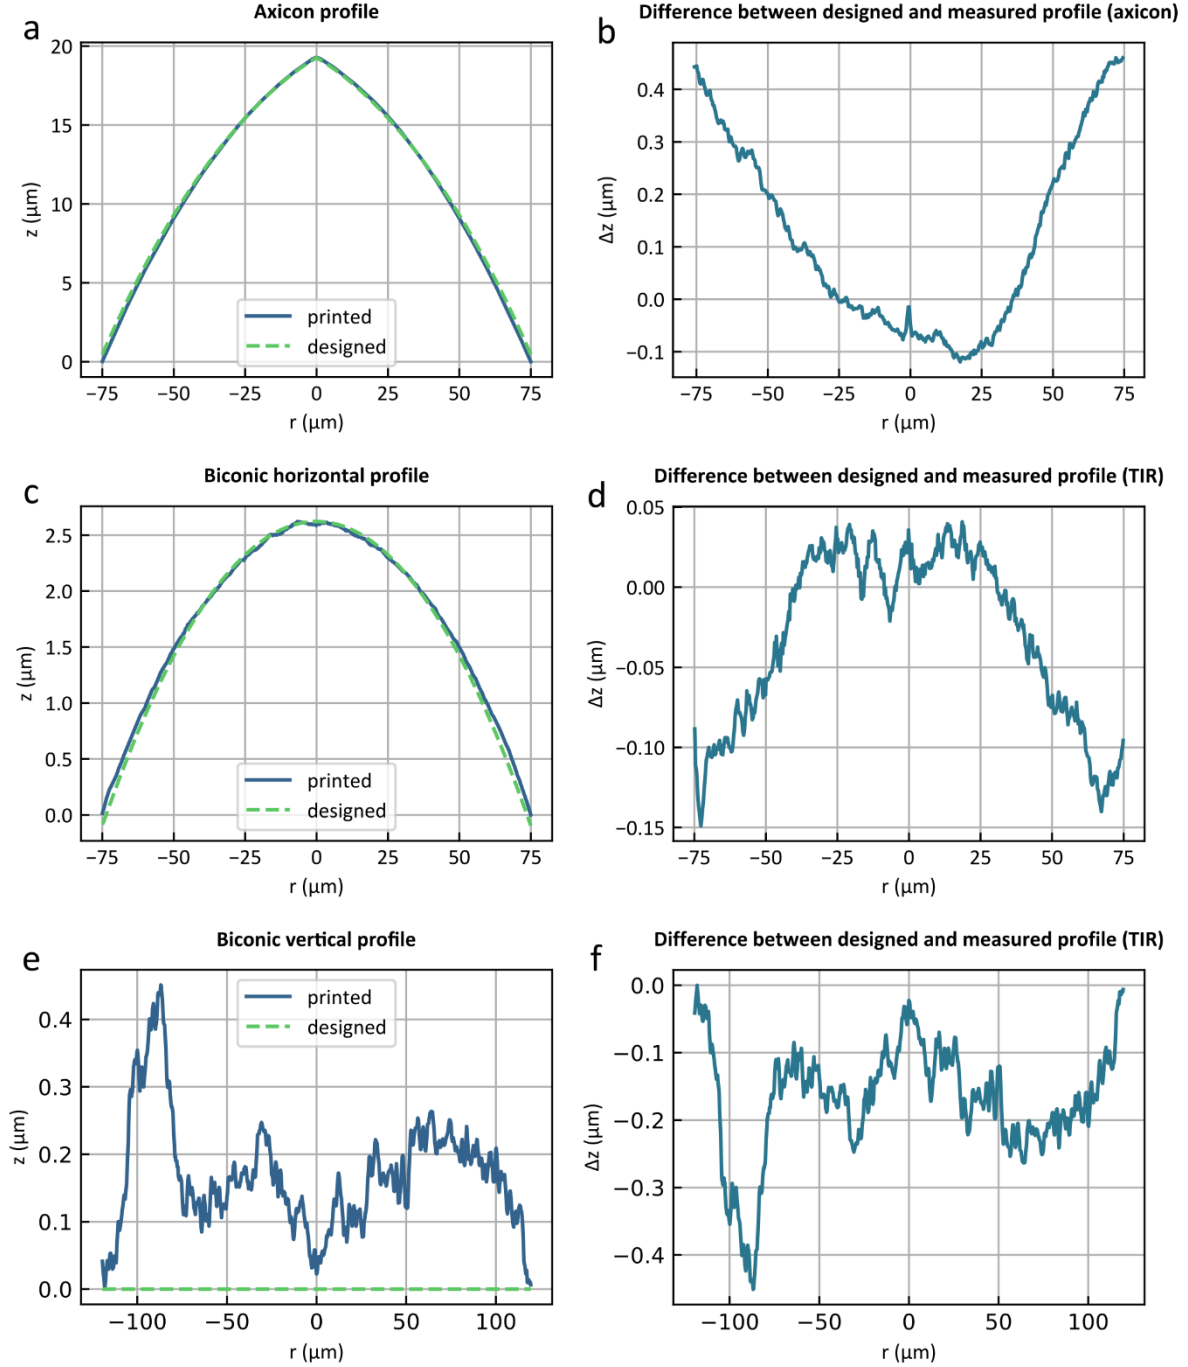 a
Axicon profile
20
15
10
5
0
z (µm)
printed
designed
−75
−50
−25
0
25
50
75
r (µm)
b
Difference between designed and measured profile (axicon)
0.4
0.3
0.2
0.1
0.0
−0.1
Δz (µm)
−75
−50
−25
0
25
50
75
r (µm)
c
Biconic horizontal profile
2.5
2.0
1.5
1.0
0.5
0.0
z (µm)
printed
designed
−75
−50
−25
0
25
50
75
r (µm)
d
Difference between designed and measured profile (TIR)
0.05
0.00
−0.05
−0.10
−0.15
Δz (µm)
−75
−50
−25
0
25
50
75
r (µm)
e
Biconic vertical profile
0.4
0.3
0.2
0.1
0.0
z (µm)
printed
designed
−100
−50
0
50
100
r (µm)
f
Difference between designed and measured profile (TIR)
0.0
−0.1
−0.2
−0.3
−0.4
Δz (µm)
−100
−50
0
50
100
r (µm)